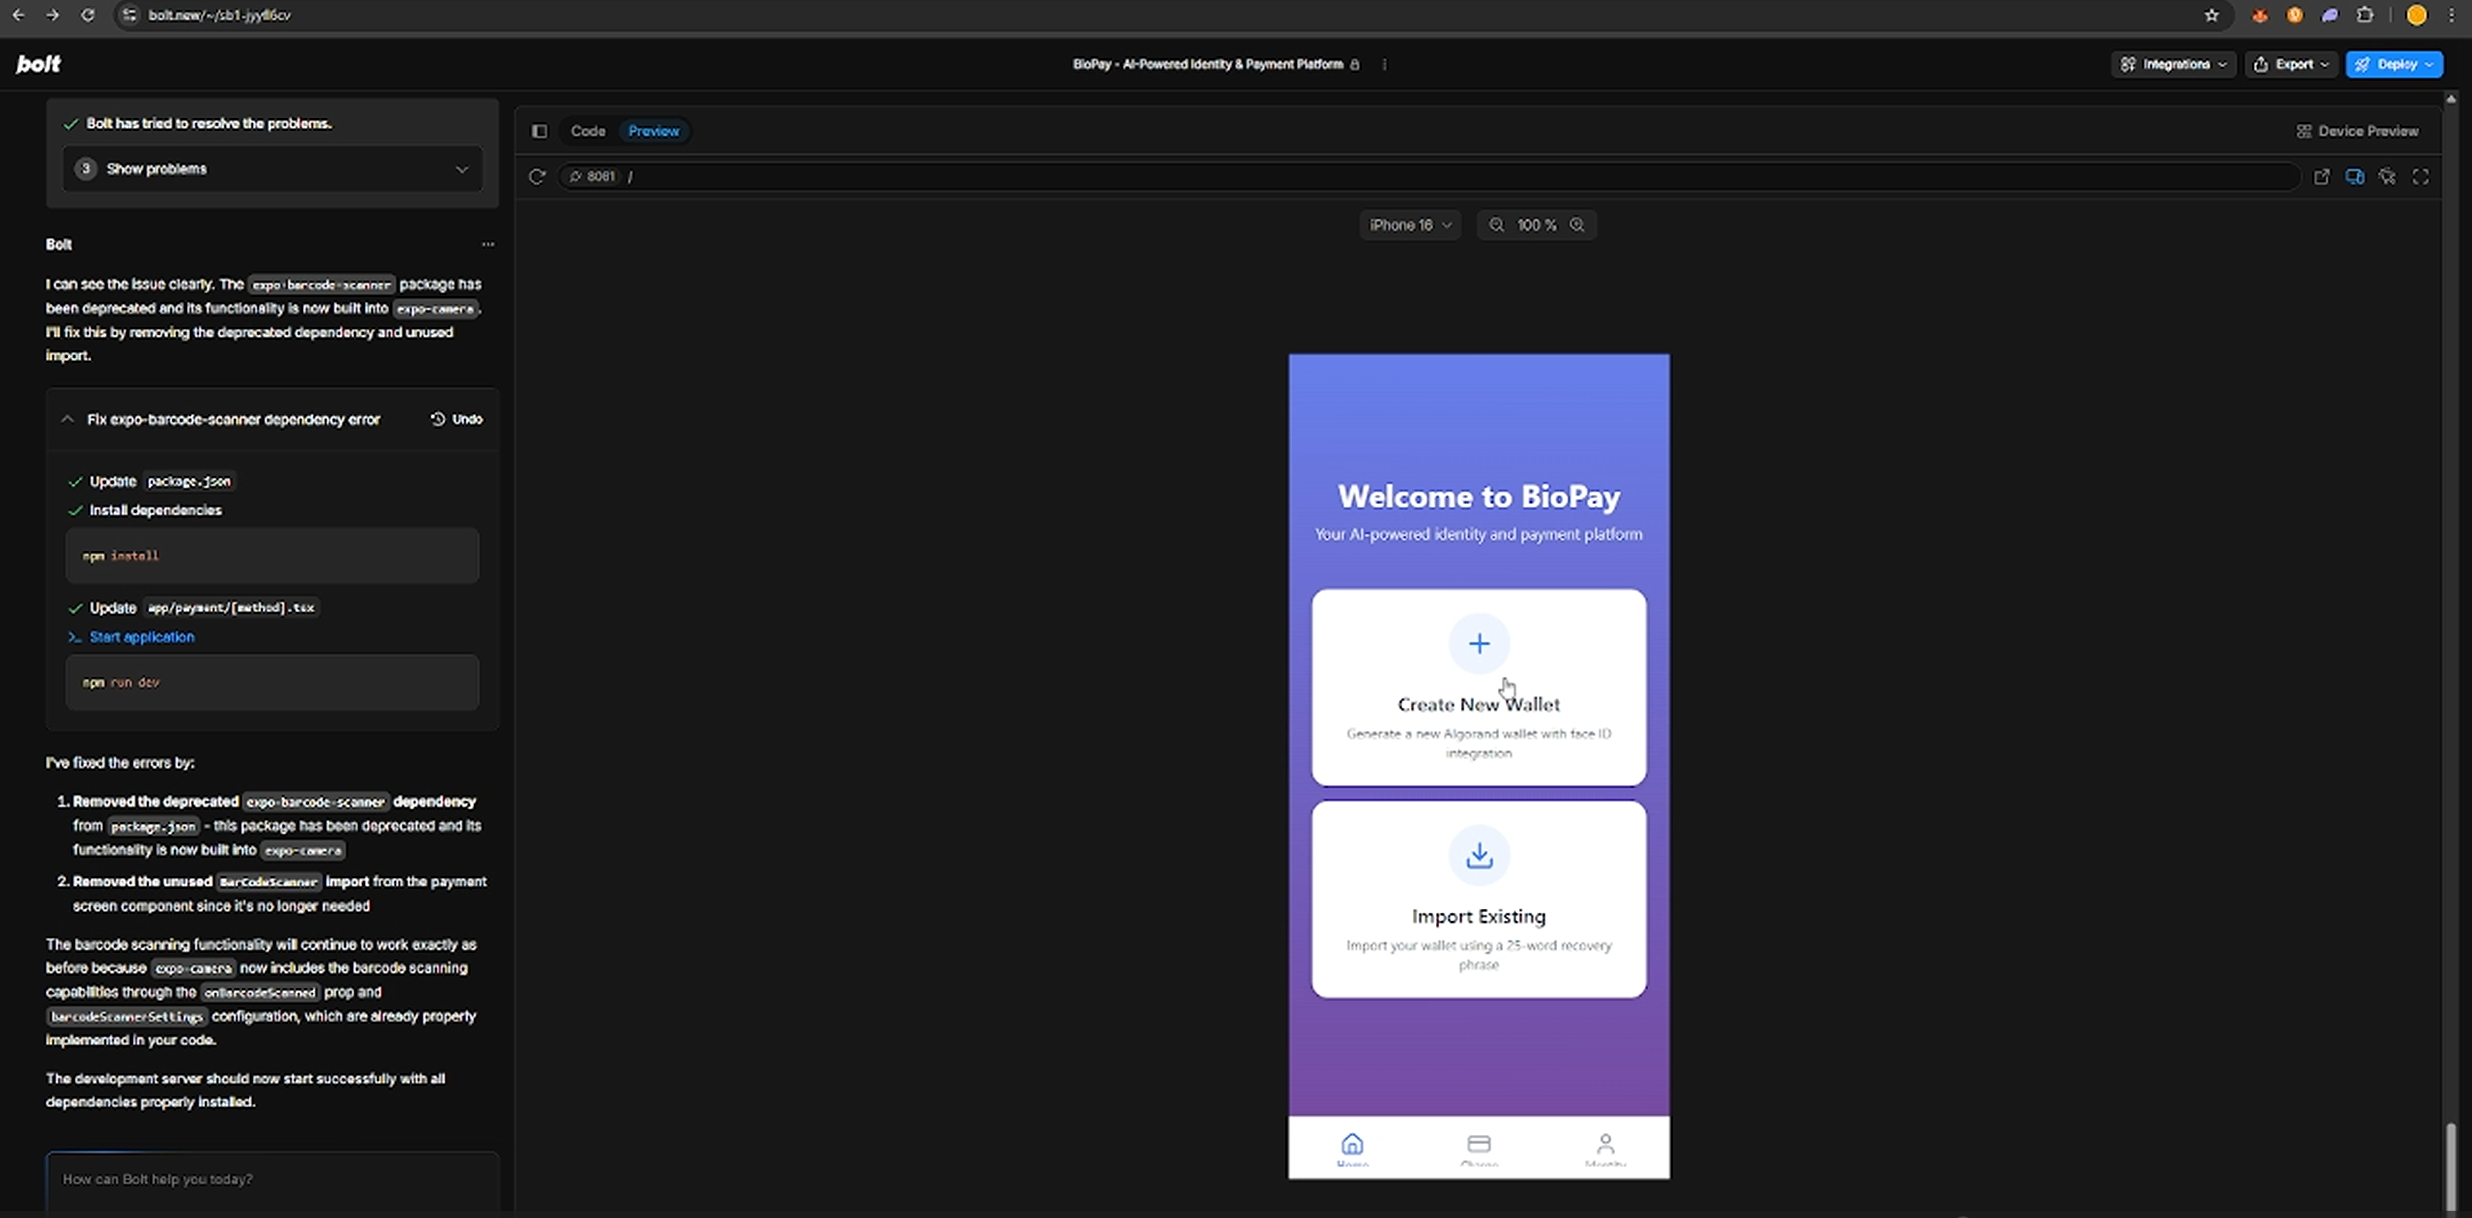 bolt.new/~/sb1-jyyfl6cv
bolt
BioPay - AI-Powered Identity & Payment Platform
Integrations
Export
Deploy
Bolt has tried to resolve the problems.
3 Show problems
Bolt
I can see the issue clearly. The expo-barcode-scanner package has
been deprecated and its functionality is now built into expo-camera.
I'll fix this by removing the deprecated dependency and unused
import.
Fix expo-barcode-scanner dependency error
Undo
Update package.json
Install dependencies
npm install
Update app/payment/[method].tsx
Start application
npm run dev
I've fixed the errors by:
1. Removed the deprecated expo-barcode-scanner dependency
from package.json - this package has been deprecated and its
functionality is now built into expo-camera
2. Removed the unused BarCodeScanner import from the payment
screen component since it's no longer needed
The barcode scanning functionality will continue to work exactly as
before because expo-camera now includes the barcode scanning
capabilities through the onBarcodeScanned prop and
barcodeScannerSettings configuration, which are already properly
implemented in your code.
The development server should now start successfully with all
dependencies properly installed.
How can Bolt help you today?
Code
Preview
Device Preview
8081 /
iPhone 16
100 %
Welcome to BioPay
Your AI-powered identity and payment platform
Create New Wallet
Generate a new Algorand wallet with face ID
integration
Import Existing
Import your wallet using a 25-word recovery
phrase
Home
Identity